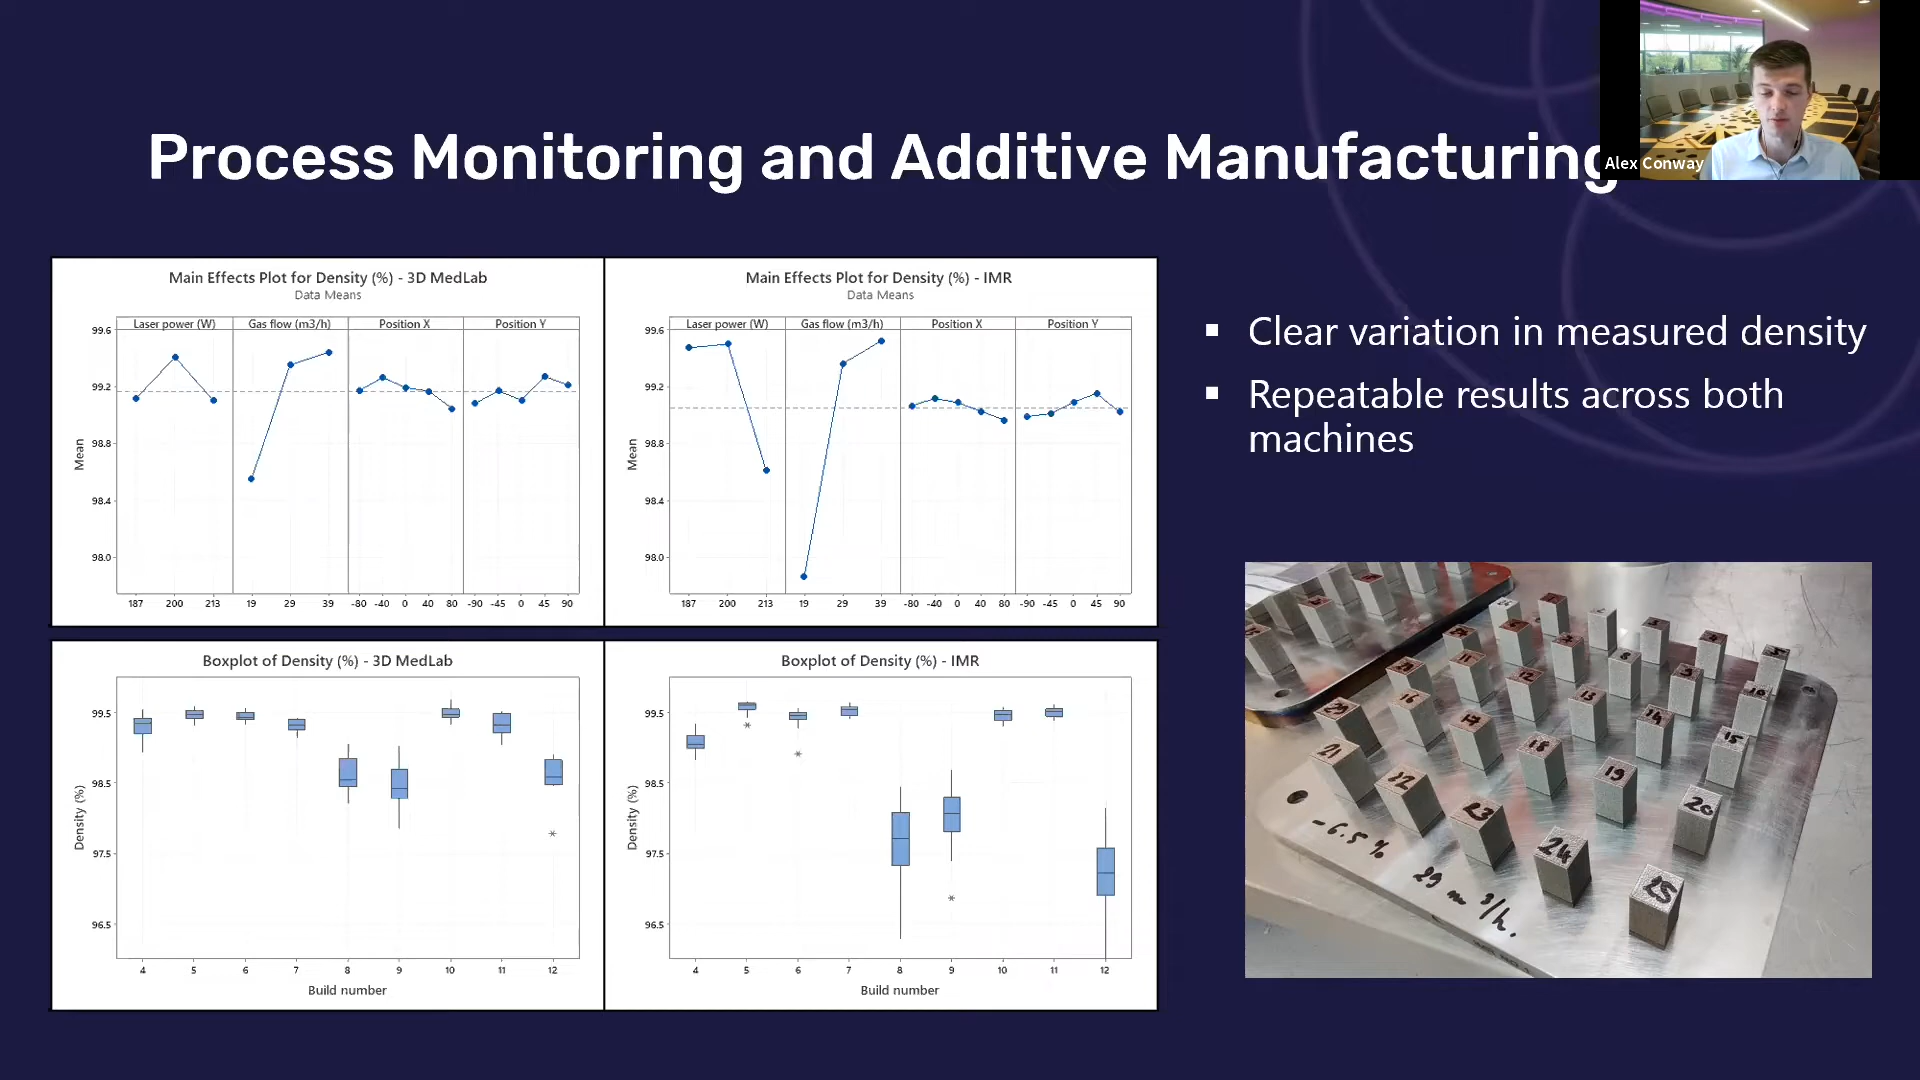 Alex Conway
Process Monitoring and Additive Manufacturing
Main Effects Plot for Density (%) - 3D MedLab
Data Means
Laser power (W) Gas flow (m3/h) Position X Position Y
99.6
99.2
98.8
98.4
98.0
Mean
187 200 213 19 29 39 -80 -40 0 40 80 -90 -45 0 45 90
Main Effects Plot for Density (%) - IMR
Data Means
Laser power (W) Gas flow (m3/h) Position X Position Y
99.6
99.2
98.8
98.4
98.0
Mean
187 200 213 19 29 39 -80 -40 0 40 80 -90 -45 0 45 90
Boxplot of Density (%) - 3D MedLab
99.5
98.5
97.5
96.5
Density (%)
4 5 6 7 8 9 10 11 12
Build number
Boxplot of Density (%) - IMR
99.5
98.5
97.5
96.5
Density (%)
4 5 6 7 8 9 10 11 12
Build number
▪ Clear variation in measured density
▪ Repeatable results across both
machines
8 9 10
11 12 13 14 15
16 17 18 19 20
21 22 23 24 25
-6.5 %
29 m³/h.